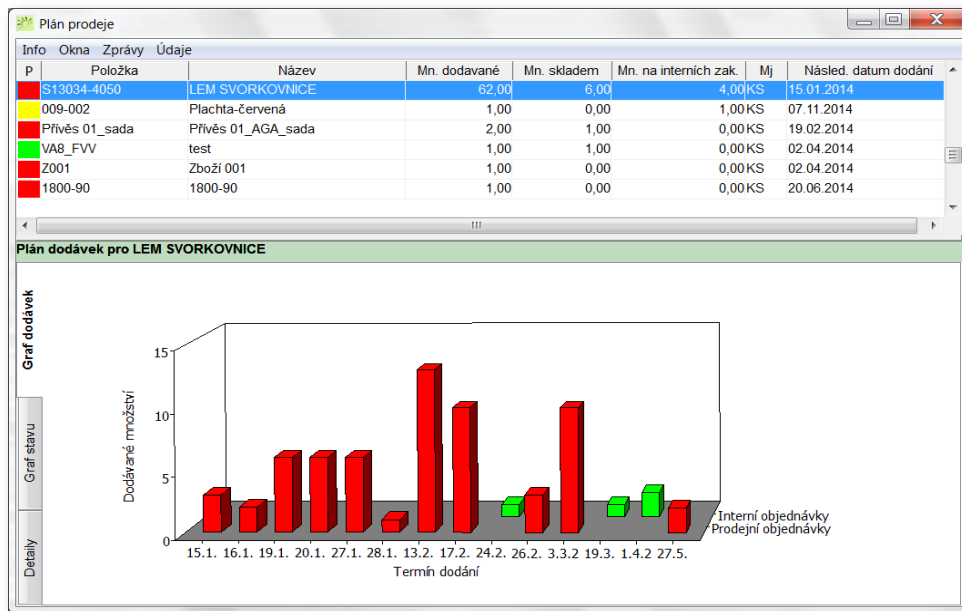 Plán prodeje
Info Okna Zprávy Údaje
P Položka Název Mn. dodavané Mn. skladem Mn. na interních zak. Mj Násled. datum dodání
S13034-4050 LEM SVORKOVNICE 62,00 6,00 4,00 KS 15.01.2014
009-002 Plachta-červená 1,00 0,00 1,00 KS 07.11.2014
Přívěs 01_sada Přívěs 01_AGA_sada 2,00 1,00 0,00 KS 19.02.2014
VA8_FVV test 1,00 1,00 0,00 KS 02.04.2014
Z001 Zboží 001 1,00 0,00 0,00 KS 02.04.2014
1800-90 1800-90 1,00 0,00 0,00 KS 20.06.2014
Plán dodávek pro LEM SVORKOVNICE
Graf dodávek
Graf stavu
Detaily
Dodávané množství
15
10
5
0
15.1. 16.1. 19.1. 20.1. 27.1. 28.1. 13.2. 17.2. 24.2. 26.2. 3.3.2 19.3. 1.4.2 27.5.
Termín dodání
Interní objednávky
Prodejní objednávky